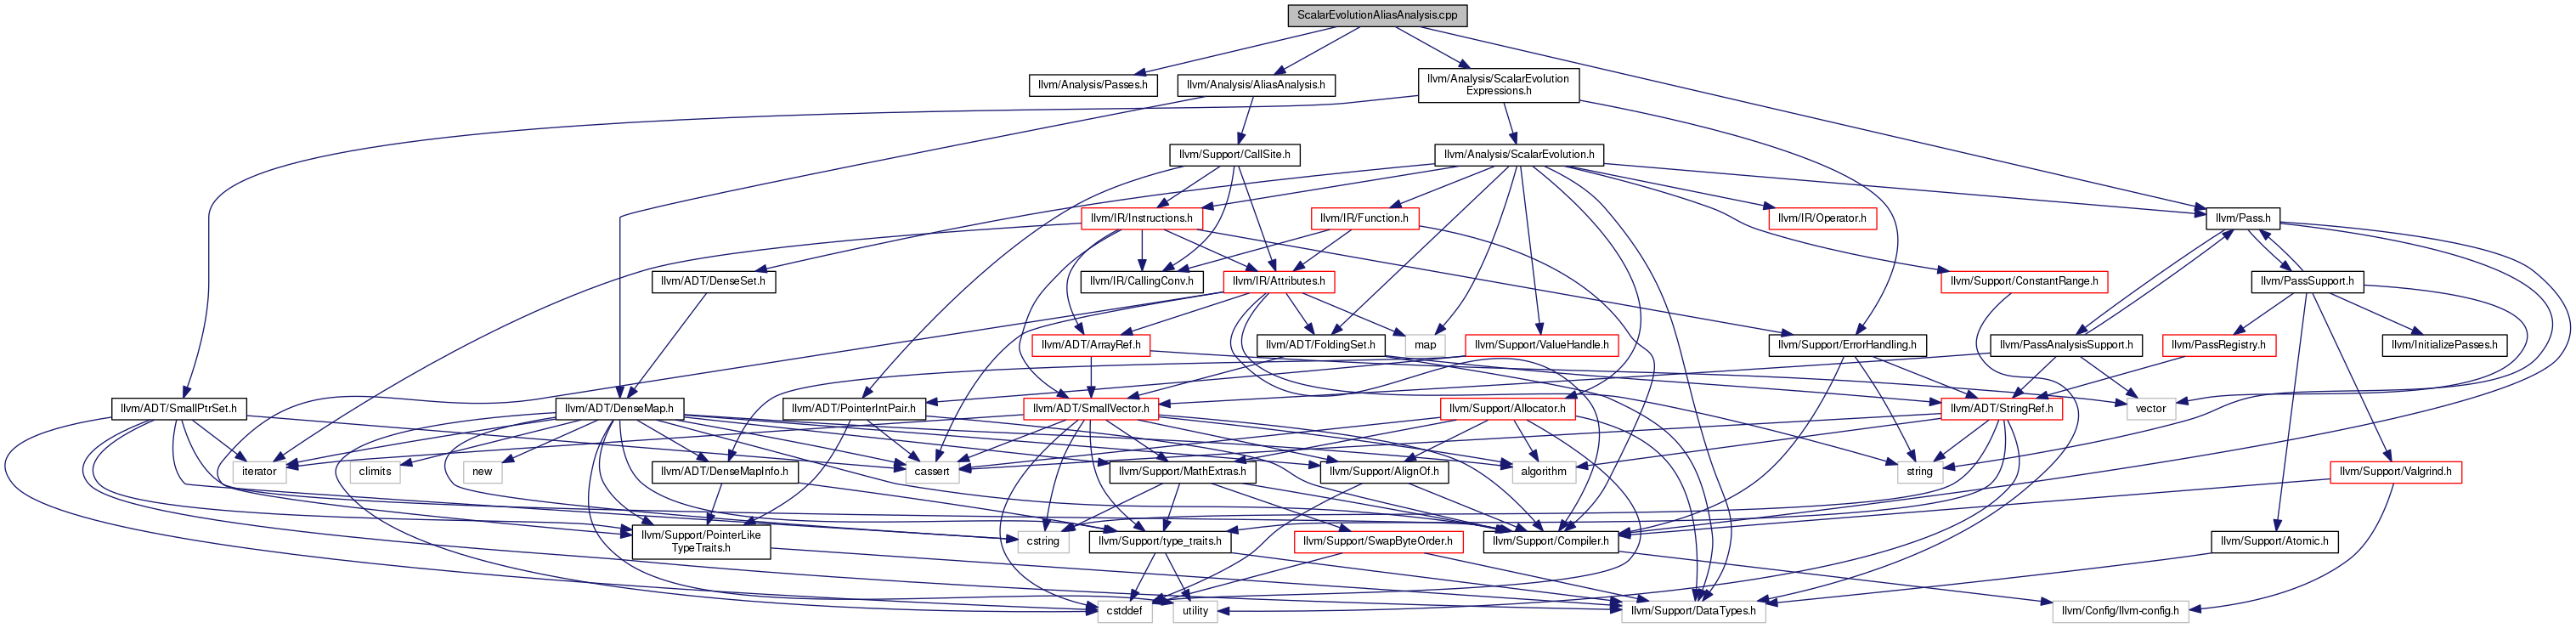 ScalarEvolutionAliasAnalysis.cpp
llvm/Analysis/Passes.h
llvm/Analysis/AliasAnalysis.h
llvm/Analysis/ScalarEvolution
Expressions.h
llvm/Support/CallSite.h
llvm/Analysis/ScalarEvolution.h
llvm/IR/Instructions.h
llvm/IR/Function.h
llvm/IR/Operator.h
llvm/Pass.h
llvm/ADT/DenseSet.h
llvm/IR/CallingConv.h
llvm/IR/Attributes.h
llvm/Support/ConstantRange.h
llvm/PassSupport.h
llvm/ADT/ArrayRef.h
llvm/ADT/FoldingSet.h
map
llvm/Support/ValueHandle.h
llvm/Support/ErrorHandling.h
llvm/PassAnalysisSupport.h
llvm/PassRegistry.h
llvm/InitializePasses.h
llvm/ADT/SmallPtrSet.h
llvm/ADT/DenseMap.h
llvm/ADT/PointerIntPair.h
llvm/ADT/SmallVector.h
llvm/Support/Allocator.h
llvm/ADT/StringRef.h
vector
iterator
climits
new
llvm/ADT/DenseMapInfo.h
cassert
llvm/Support/MathExtras.h
llvm/Support/AlignOf.h
algorithm
string
llvm/Support/Valgrind.h
llvm/Support/PointerLike
TypeTraits.h
cstring
llvm/Support/type_traits.h
llvm/Support/SwapByteOrder.h
llvm/Support/Compiler.h
llvm/Support/Atomic.h
cstddef
utility
llvm/Support/DataTypes.h
llvm/Config/llvm-config.h